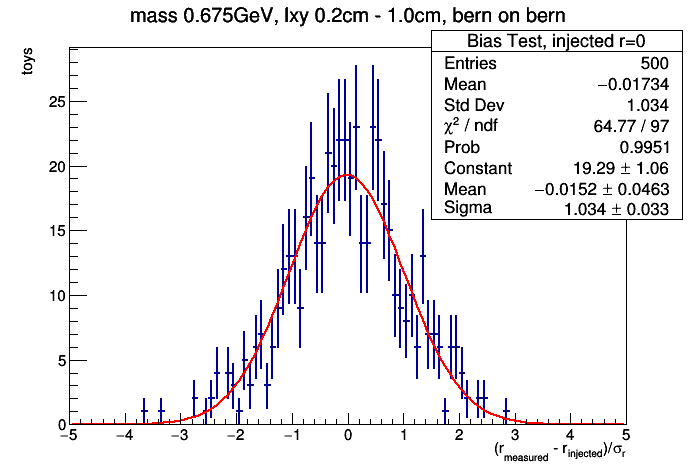 mass 0.675GeV, lxy 0.2cm - 1.0cm, bern on bern
toys
Bias Test, injected r=0
Entries 500
Mean −0.01734
Std Dev 1.034
χ² / ndf 64.77 / 97
Prob 0.9951
Constant 19.29 ± 1.06
Mean −0.0152 ± 0.0463
Sigma 1.034 ± 0.033
25
20
15
10
5
0
−5 −4 −3 −2 −1 0 1 2 3 4 5
(r_measured - r_injected)/σ_r